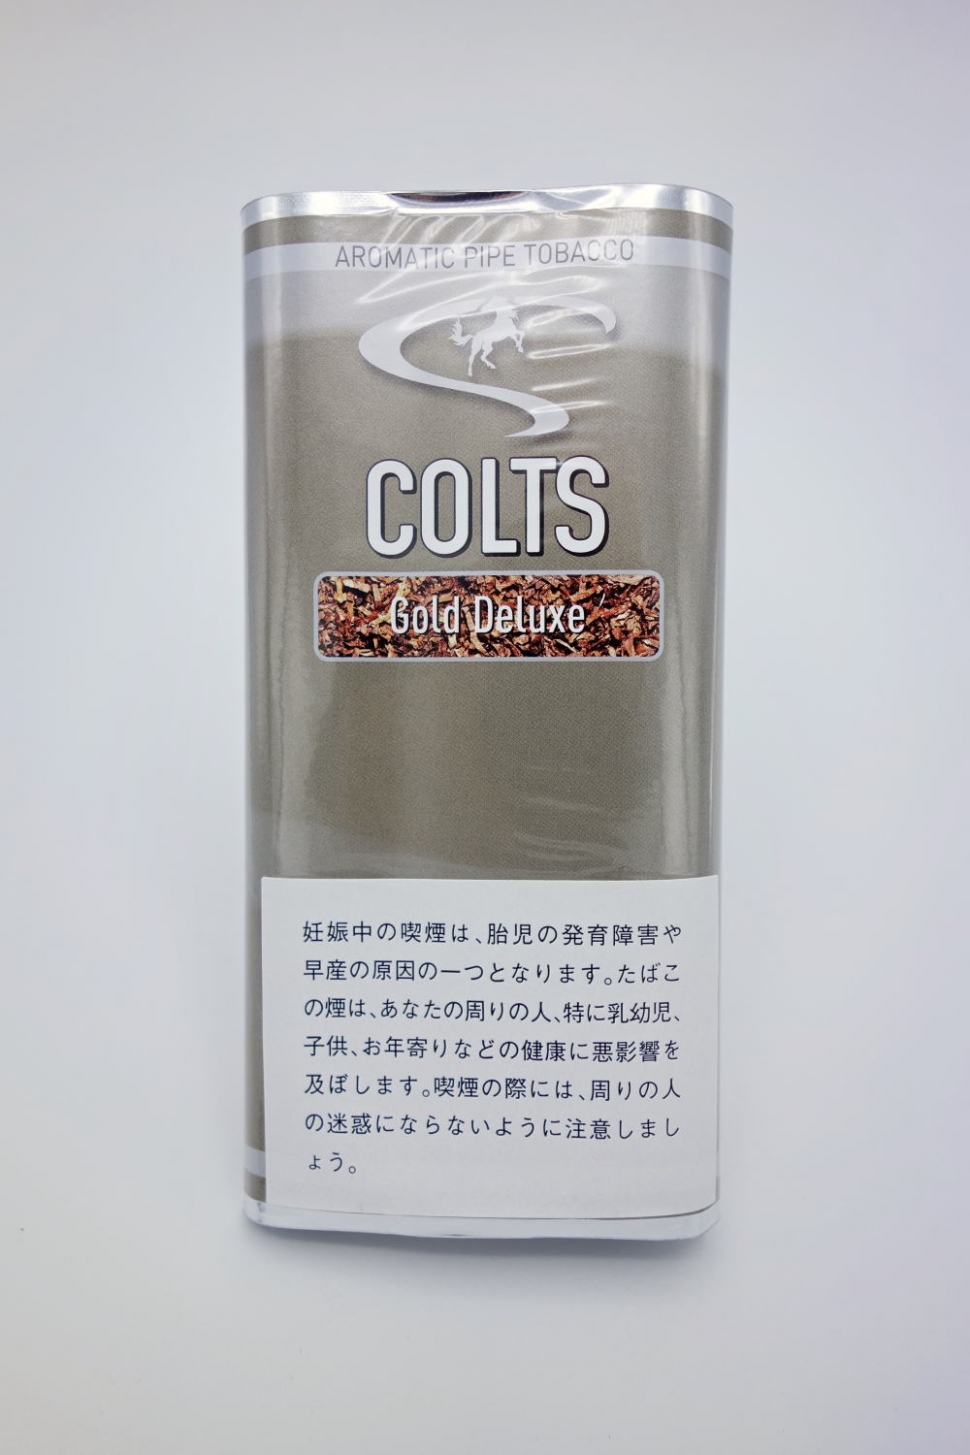 AROMATIC PIPE TOBACCO
COLTS
Gold Deluxe
妊娠中の喫煙は、胎児の発育障害や
早産の原因の一つとなります。たばこ
の煙は、あなたの周りの人、特に乳幼児、
子供、お年寄りなどの健康に悪影響を
及ぼします。喫煙の際には、周りの人
の迷惑にならないように注意しまし
ょう。